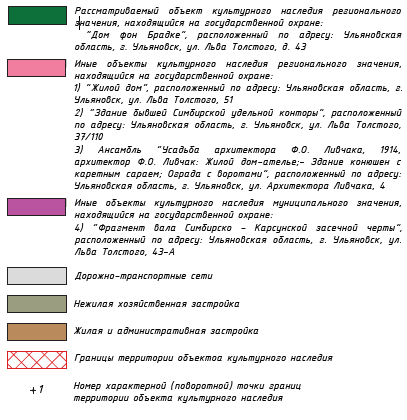 Рассматриваемый объект культурного наследия регионального
значения, находящийся на государственной охране:
"Дом фон Брадке", расположенный по адресу: Ульяновская
область, г. Ульяновск, ул. Льва Толстого, д. 43
Иные объекты культурного наследия регионального значения,
находящойся на государственной охране:
1) "Жилой дом", расположенный по адресу: Ульяновская область, г.
Ульяновск, ул. Льва Толстого, 51
2) "Здание бывшей Симбирской удельной конторы", расположенный
по адресу: Ульяновская область, г. Ульяновск, ул. Льва Толстого,
37/110
3) Ансамбль "Усадьба архитектора Ф.О. Ливчака, 1914,
архитектор Ф.О. Ливчак: Жилой дом-ателье;- Здание конюшен с
каретным сараем; Ограда с воротами", расположенный по адресу:
Ульяновская область, г. Ульяновск, ул. Архитектора Ливчака, 4
Иные объекты культурного наследия муниципального значения,
находящойся на государственной охране:
4) "Фрагмент вала Симбирско - Карсунской засечной черты",
расположенный по адресу: Ульяновская область, г. Ульяновск, ул.
Льва Толстого, 43-А
Дорожно-транспортные сети
Нежилая хозяйственная застройка
Жилая и административная застройка
Границы территории объектоа культурного наследия
+1 Номер характерной (поворотной) точки границ
территории объекта культурного наследия